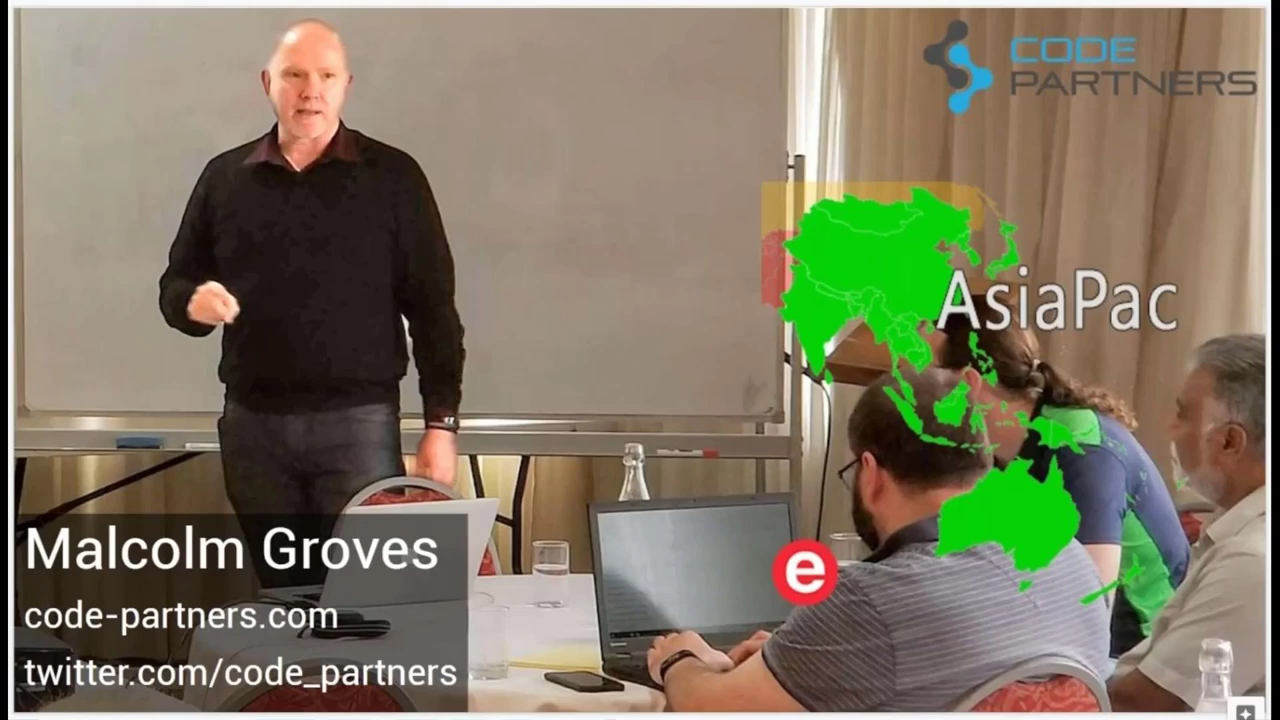 CODE
PARTNERS
AsiaPac
e
Malcolm Groves
code-partners.com
twitter.com/code_partners